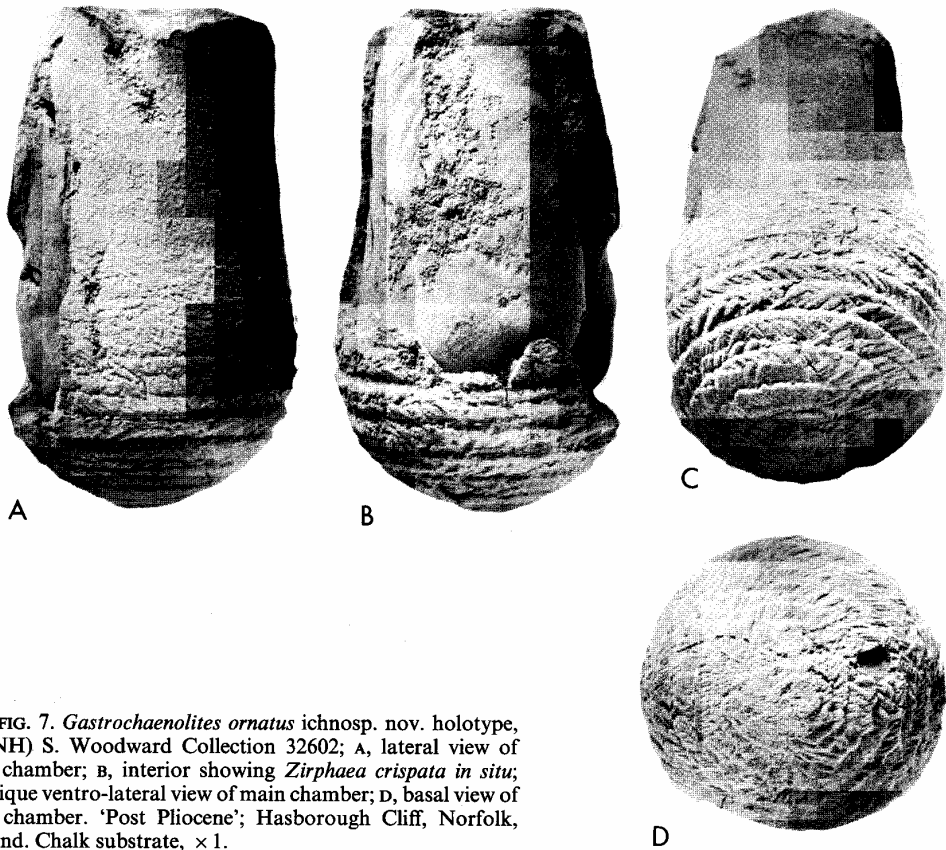 A
B
C
D
FIG. 7. Gastrochaenolites ornatus ichnosp. nov. holotype,
NH) S. Woodward Collection 32602; A, lateral view of
chamber; B, interior showing Zirphaea crispata in situ;
ique ventro-lateral view of main chamber; D, basal view of
chamber. 'Post Pliocene'; Hasborough Cliff, Norfolk,
nd. Chalk substrate, × 1.